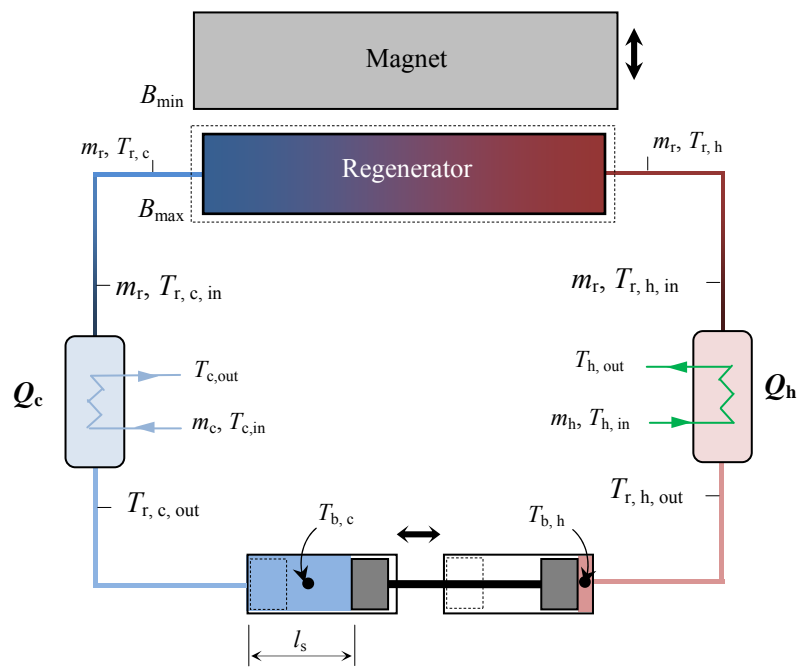 Magnet
B_min
m_r, T_r, c
m_r, T_r, h
Regenerator
B_max
m_r, T_r, c, in
m_r, T_r, h, in
T_c,out
T_h, out
Q_c
Q_h
m_c, T_c,in
m_h, T_h, in
T_r, c, out
T_r, h, out
T_b, c
T_b, h
l_s